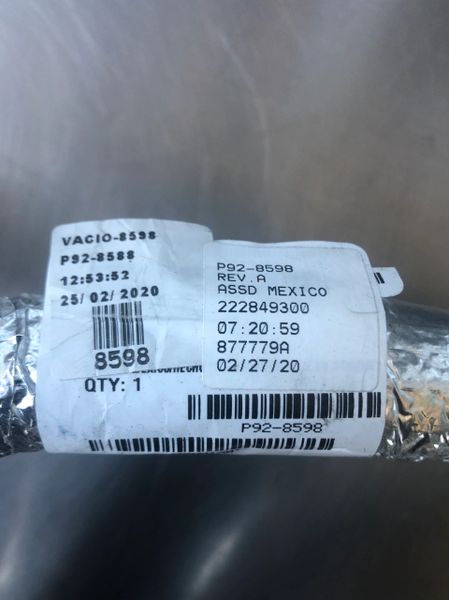 VACIO-8598
P92-8588
12:53:52
25/ 02/ 2020
8598
QTY: 1
P92-8598
REV.A
ASSD MEXICO
222849300
07:20:59
877779A
02/27/20
P92-8598